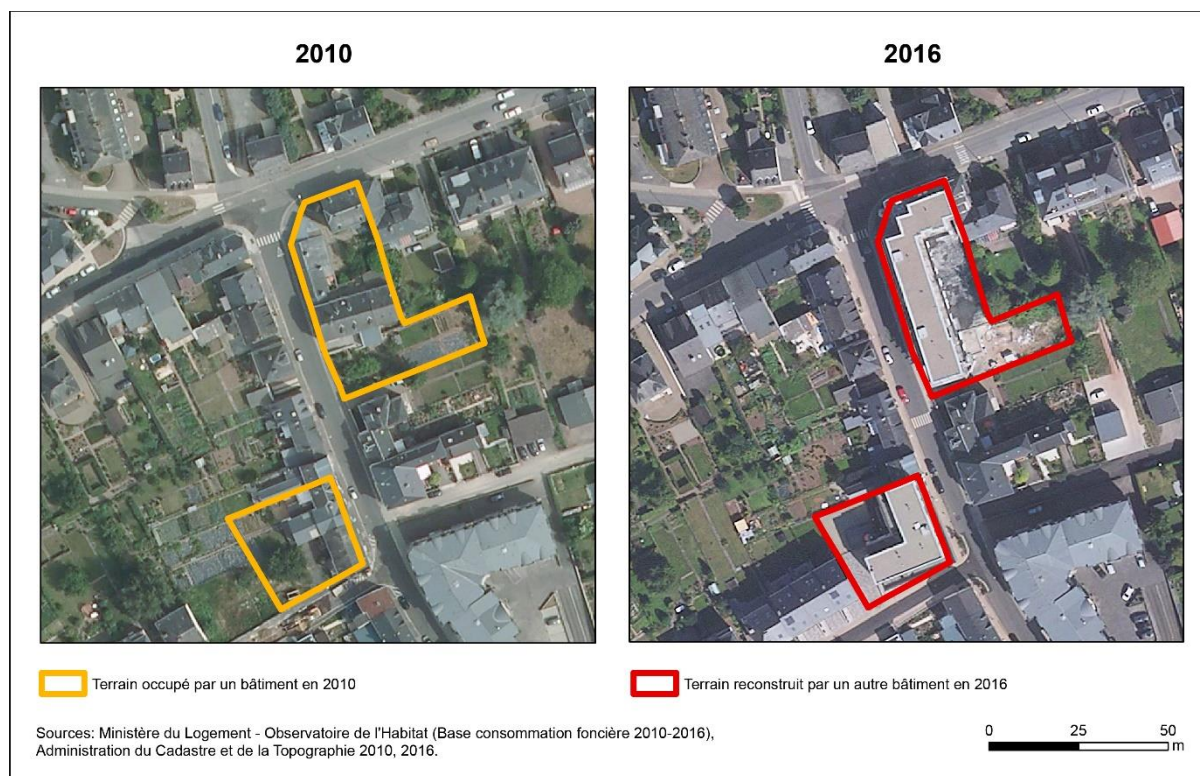 2010
2016
Terrain occupé par un bâtiment en 2010
Terrain reconstruit par un autre bâtiment en 2016
Sources: Ministère du Logement - Observatoire de l'Habitat (Base consommation foncière 2010-2016),
Administration du Cadastre et de la Topographie 2010, 2016.
0 25 50
m